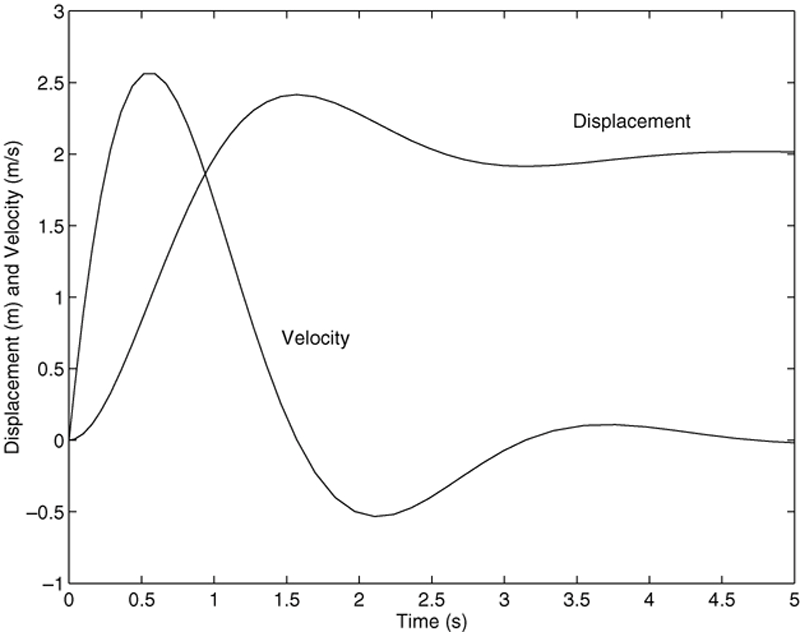 3
2.5
2
1.5
1
0.5
0
–0.5
–1
Displacement (m) and Velocity (m/s)
Displacement
Velocity
0 0.5 1 1.5 2 2.5 3 3.5 4 4.5 5
Time (s)